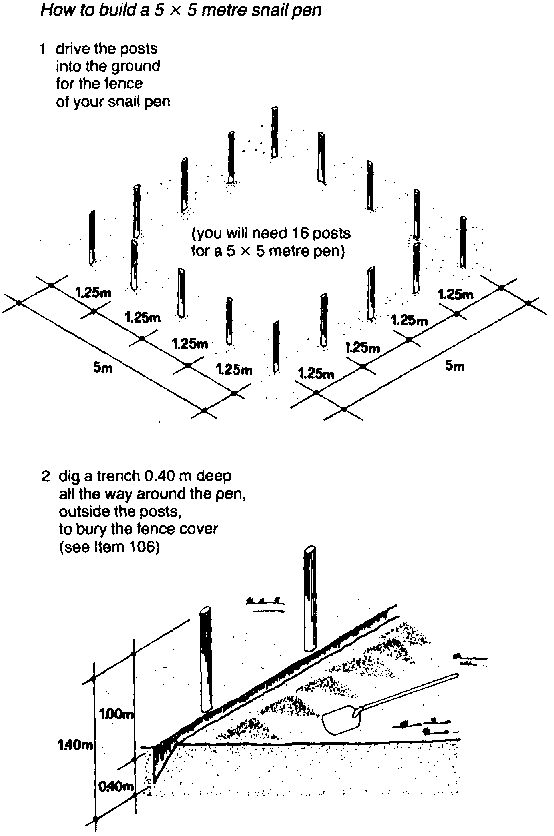 How to build a 5 × 5 metre snail pen
1 drive the posts
into the ground
for the fence
of your snail pen
(you will need 16 posts
for a 5 × 5 metre pen)
1.25m
1.25m
1.25m
1.25m
5m
1.25m
1.25m
1.25m
1.25m
5m
2 dig a trench 0.40 m deep
all the way around the pen,
outside the posts,
to bury the fence cover
(see Item 106)
1.00m
1.40m
0.40m